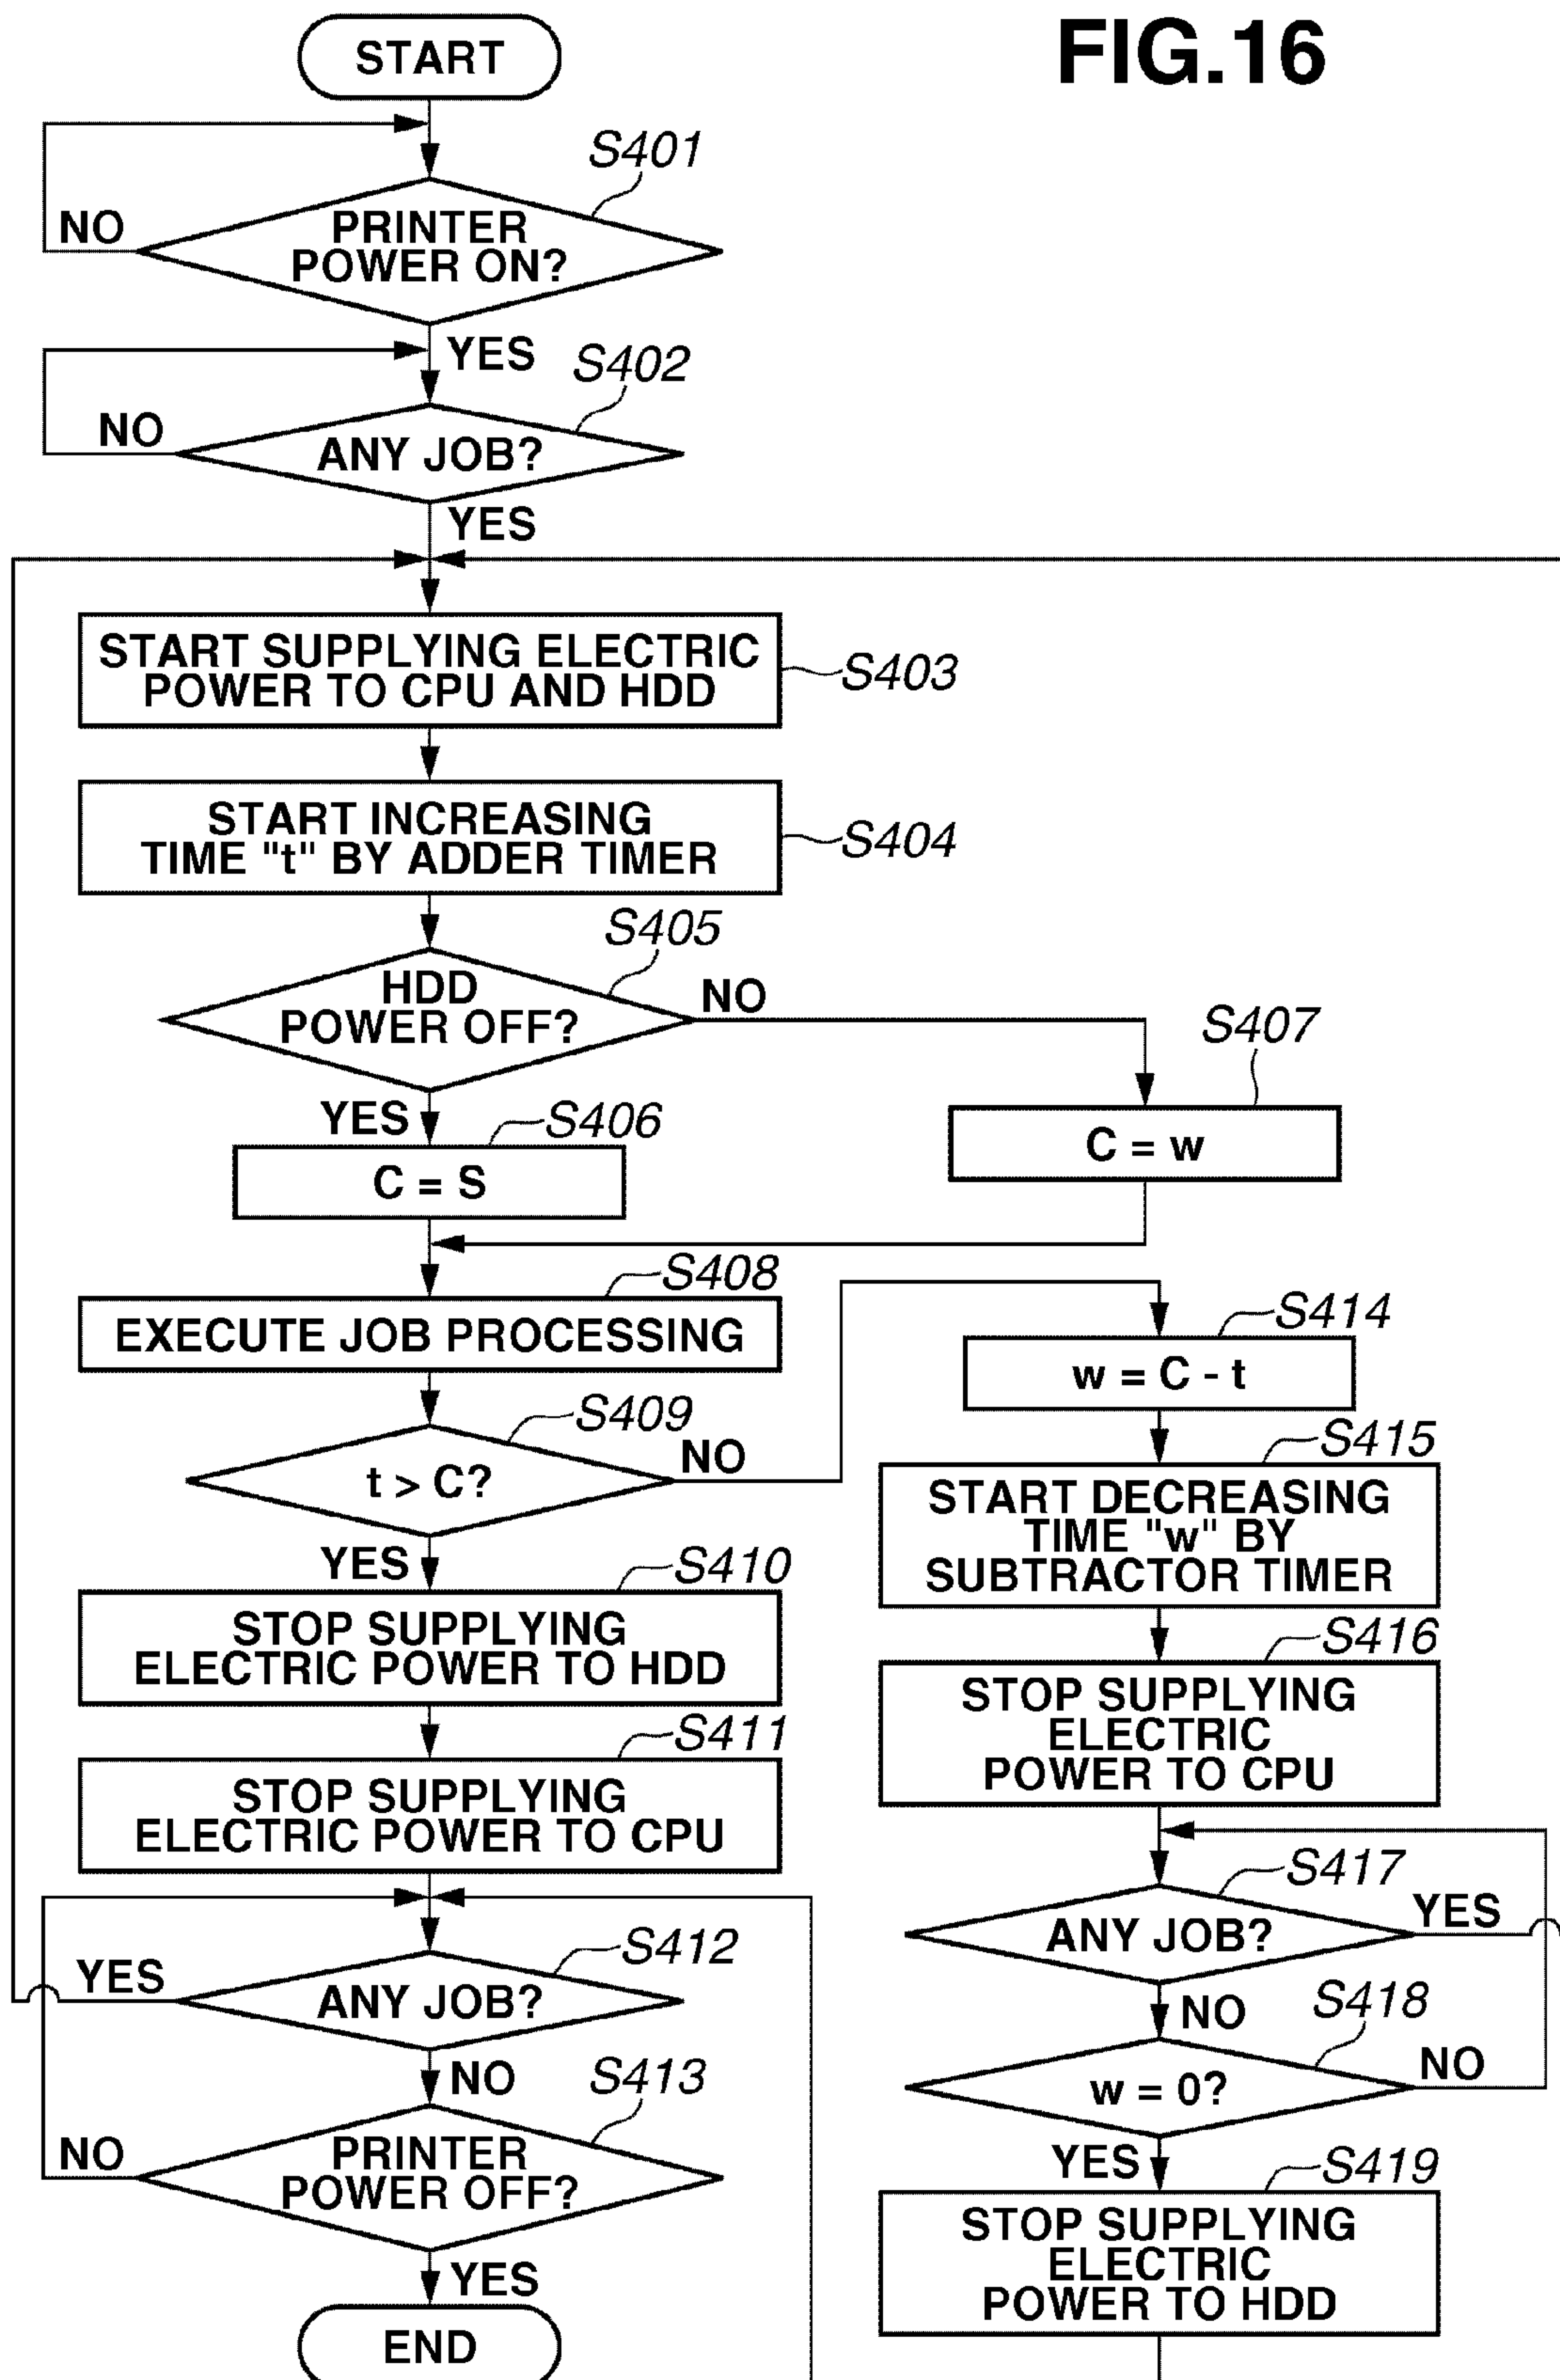 FIG.16
START
S401
PRINTER
POWER ON?
NO
YES
S402
ANY JOB?
NO
YES
START SUPPLYING ELECTRIC
POWER TO CPU AND HDD
S403
START INCREASING
TIME "t" BY ADDER TIMER
S404
S405
HDD
POWER OFF?
NO
S407
C = w
YES
S406
C = S
S408
EXECUTE JOB PROCESSING
S409
t > C?
NO
YES
S410
STOP SUPPLYING
ELECTRIC POWER TO HDD
S411
STOP SUPPLYING
ELECTRIC POWER TO CPU
S412
ANY JOB?
YES
NO
S413
PRINTER
POWER OFF?
NO
YES
END
S414
w = C - t
S415
START DECREASING
TIME "w" BY
SUBTRACTOR TIMER
S416
STOP SUPPLYING
ELECTRIC
POWER TO CPU
S417
ANY JOB?
YES
NO
S418
w = 0?
NO
YES
S419
STOP SUPPLYING
ELECTRIC
POWER TO HDD